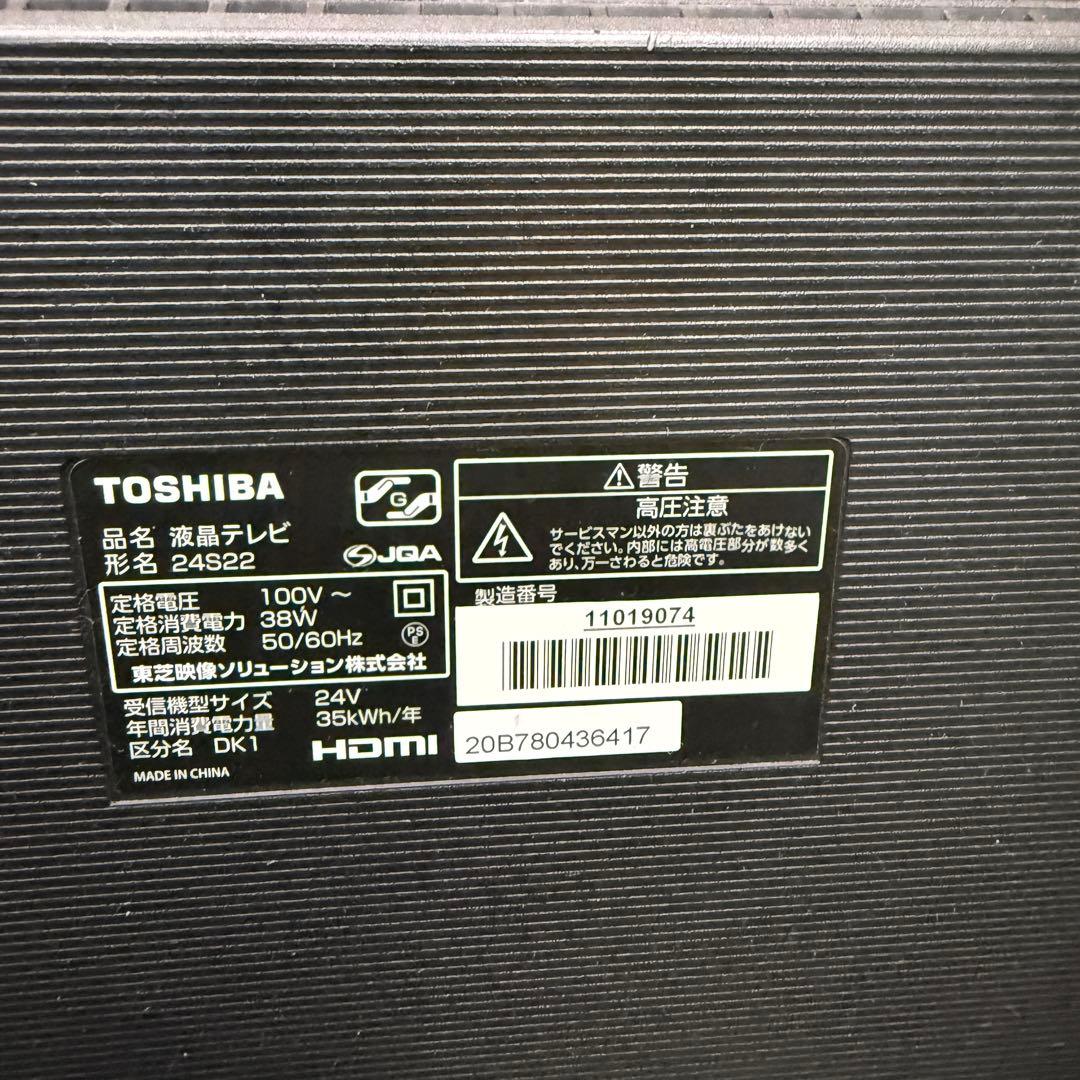 TOSHIBA
品名 液晶テレビ
形名 24S22
G
JQA
定格電圧 100V～
定格消費電力 38W
定格周波数 50/60Hz
PS
E
東芝映像ソリューション株式会社
受信機型サイズ 24V
年間消費電力量 35kWh/年
区分名 DK1
HDMI
MADE IN CHINA
警告
高圧注意
サービスマン以外の方は裏ぶたをあけない
でください。内部には高電圧部分が数多く
あり、万一さわると危険です。
製造番号
11019074
20B780436417